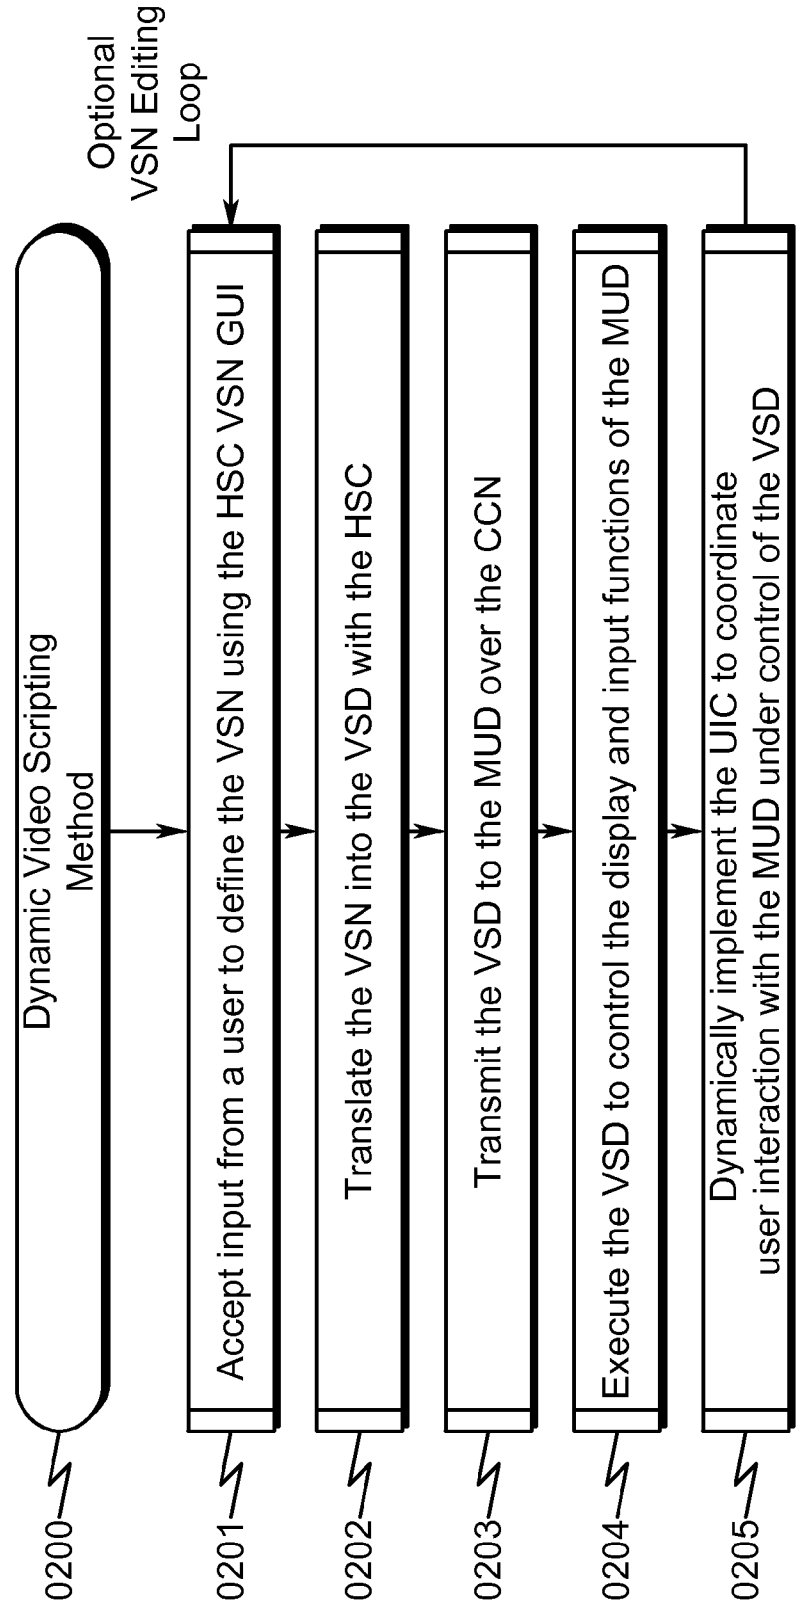 Dynamic Video Scripting
Method
0200
Optional
VSN Editing
Loop
Accept input from a user to define the VSN using the HSC VSN GUI
0201
Translate the VSN into the VSD with the HSC
0202
Transmit the VSD to the MUD over the CCN
0203
Execute the VSD to control the display and input functions of the MUD
0204
Dynamically implement the UIC to coordinate
user interaction with the MUD under control of the VSD
0205